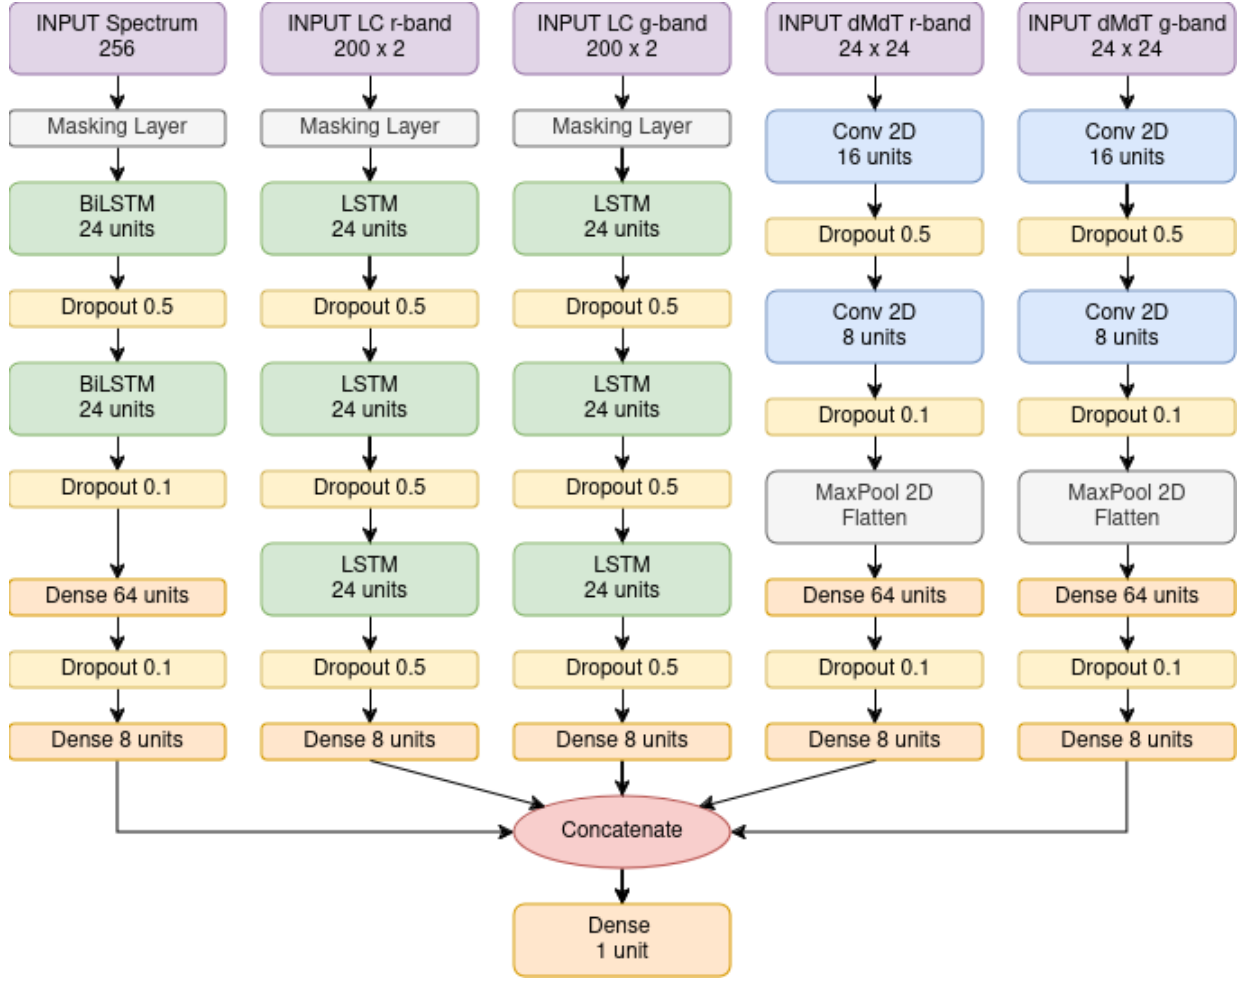 INPUT Spectrum
256
INPUT LC r-band
200 x 2
INPUT LC g-band
200 x 2
INPUT dMdT r-band
24 x 24
INPUT dMdT g-band
24 x 24
Masking Layer
Masking Layer
Masking Layer
Conv 2D
16 units
Conv 2D
16 units
BiLSTM
24 units
LSTM
24 units
LSTM
24 units
Dropout 0.5
Dropout 0.5
Dropout 0.5
Dropout 0.5
Dropout 0.5
Conv 2D
8 units
Conv 2D
8 units
BiLSTM
24 units
LSTM
24 units
LSTM
24 units
Dropout 0.1
Dropout 0.1
Dropout 0.1
Dropout 0.5
Dropout 0.5
MaxPool 2D
Flatten
MaxPool 2D
Flatten
LSTM
24 units
LSTM
24 units
Dense 64 units
Dense 64 units
Dense 64 units
Dropout 0.1
Dropout 0.5
Dropout 0.5
Dropout 0.1
Dropout 0.1
Dense 8 units
Dense 8 units
Dense 8 units
Dense 8 units
Dense 8 units
Concatenate
Dense
1 unit